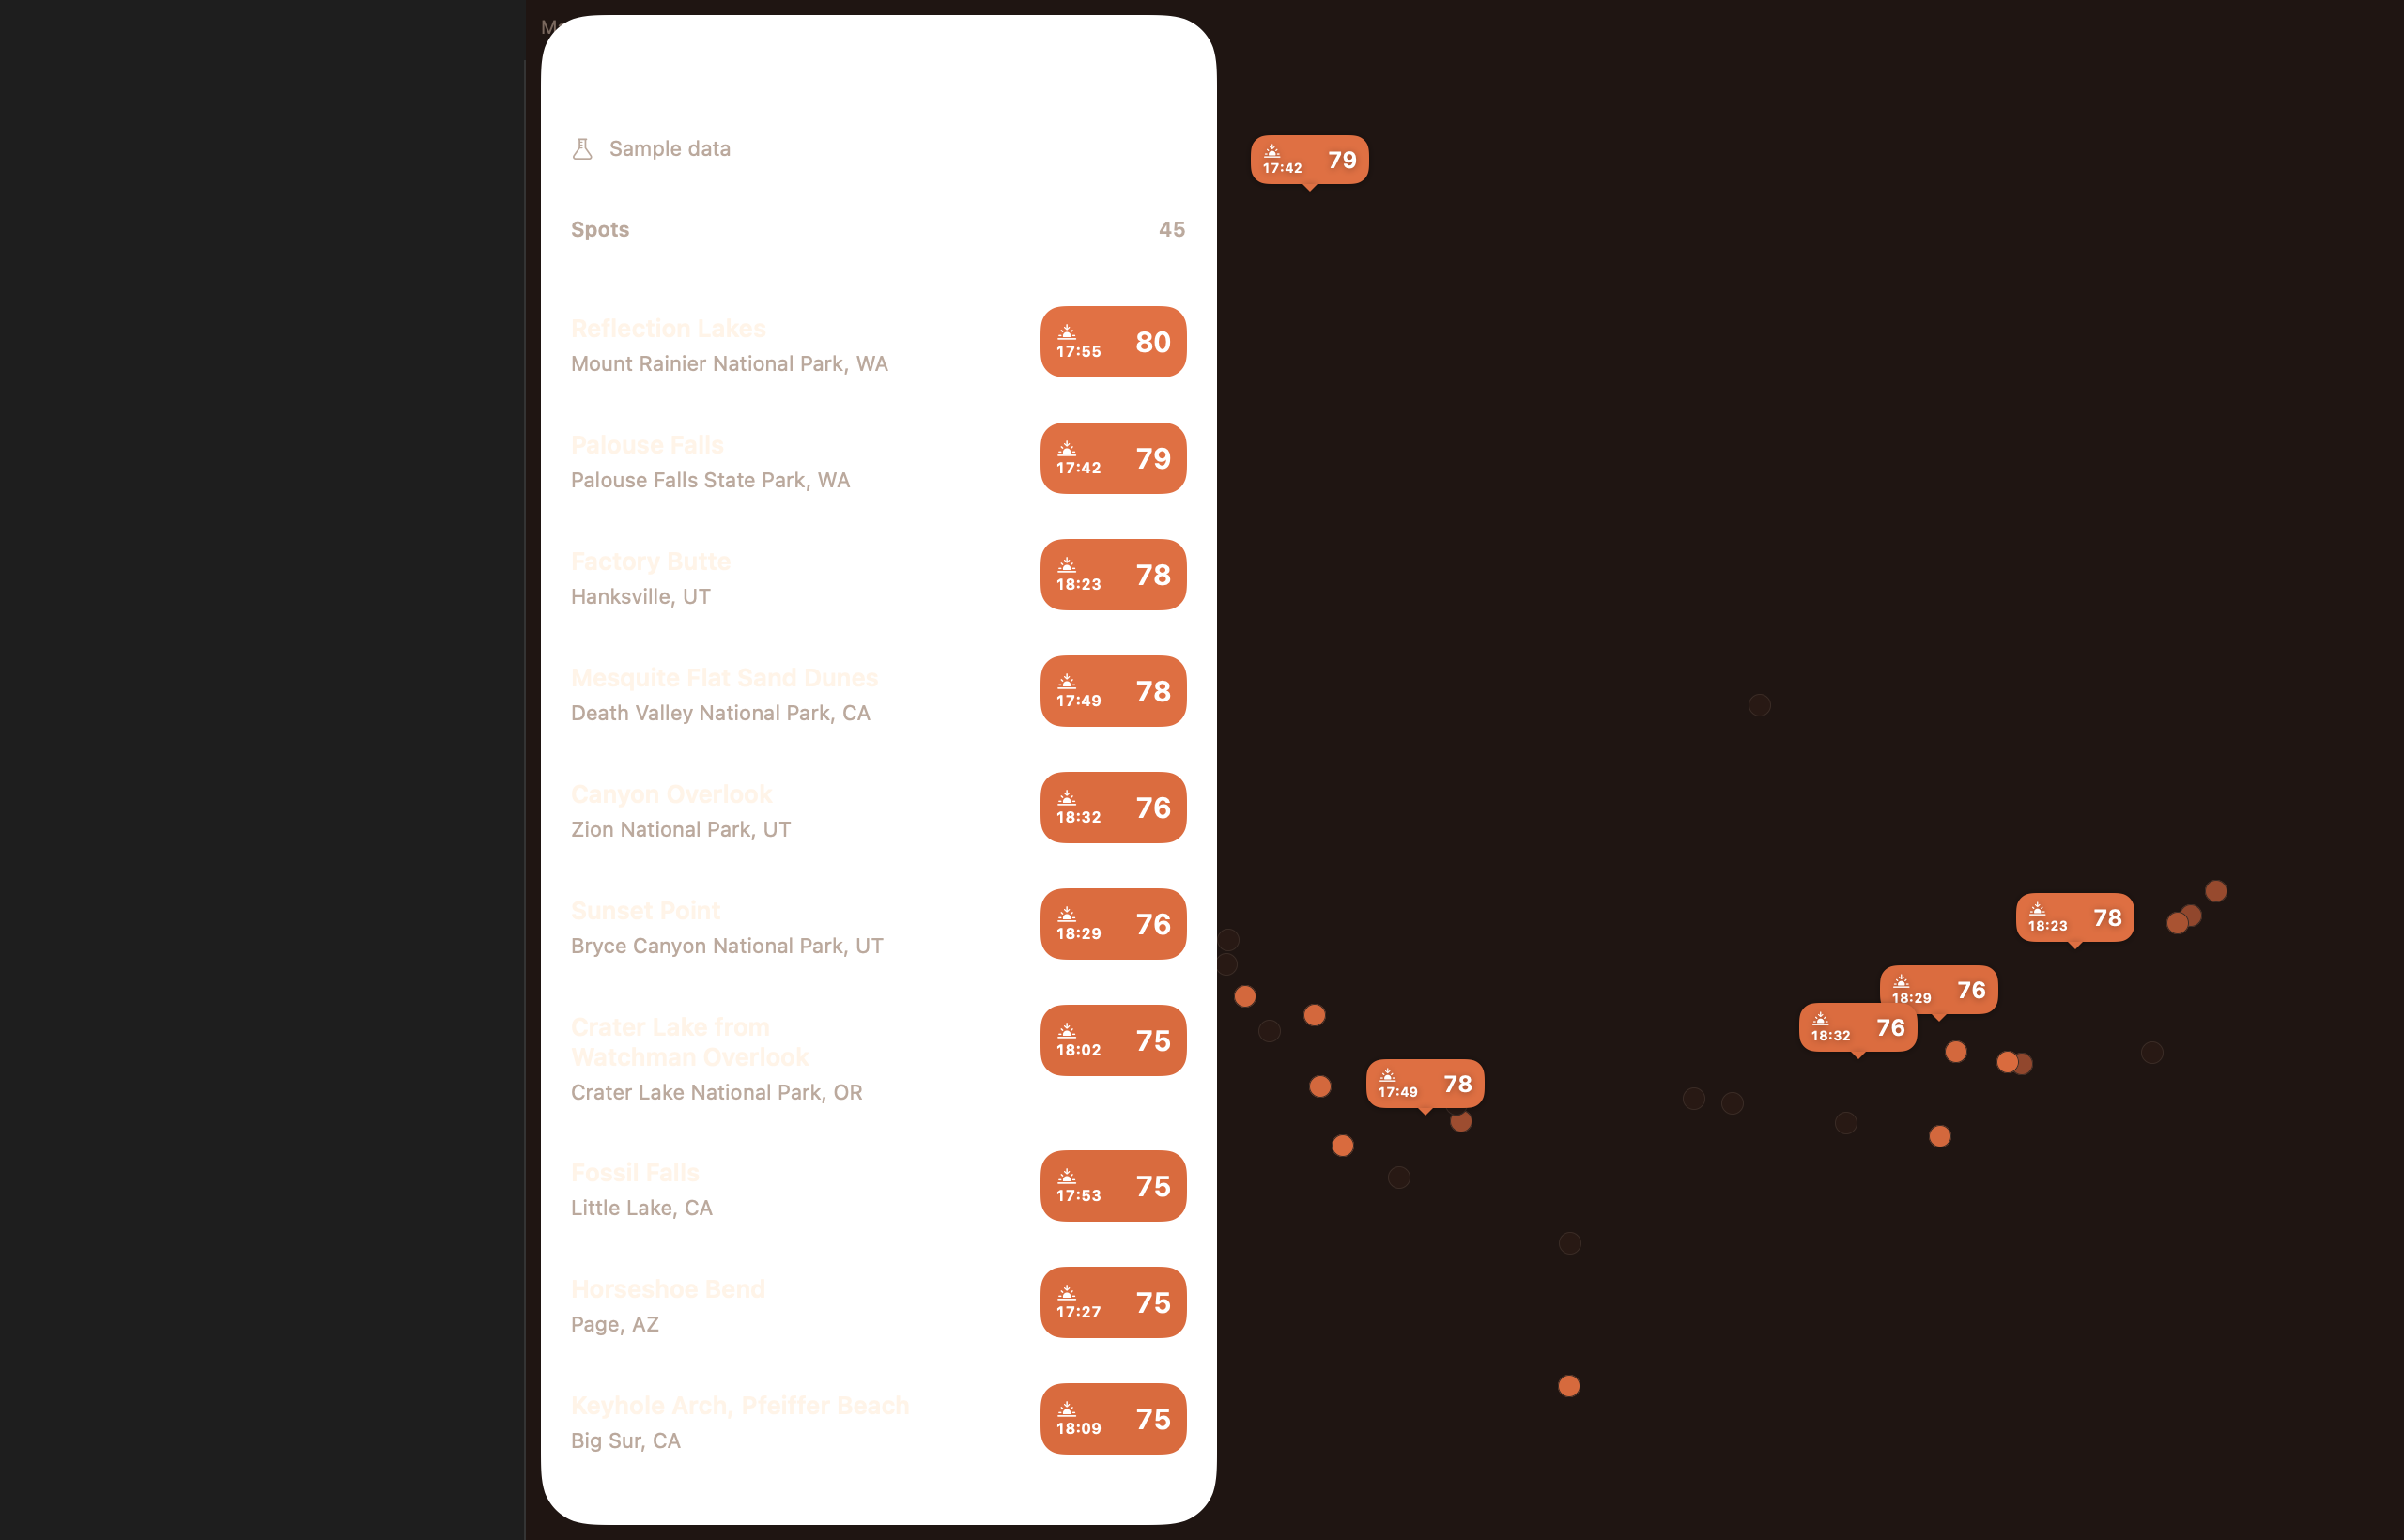 Sample data
Spots 45
Reflection Lakes
Mount Rainier National Park, WA
17:55 80
Palouse Falls
Palouse Falls State Park, WA
17:42 79
Factory Butte
Hanksville, UT
18:23 78
Mesquite Flat Sand Dunes
Death Valley National Park, CA
17:49 78
Canyon Overlook
Zion National Park, UT
18:32 76
Sunset Point
Bryce Canyon National Park, UT
18:29 76
Crater Lake from
Watchman Overlook
Crater Lake National Park, OR
18:02 75
Fossil Falls
Little Lake, CA
17:53 75
Horseshoe Bend
Page, AZ
17:27 75
Keyhole Arch, Pfeiffer Beach
Big Sur, CA
18:09 75
17:42 79
18:23 78
18:29 76
18:32 76
17:49 78